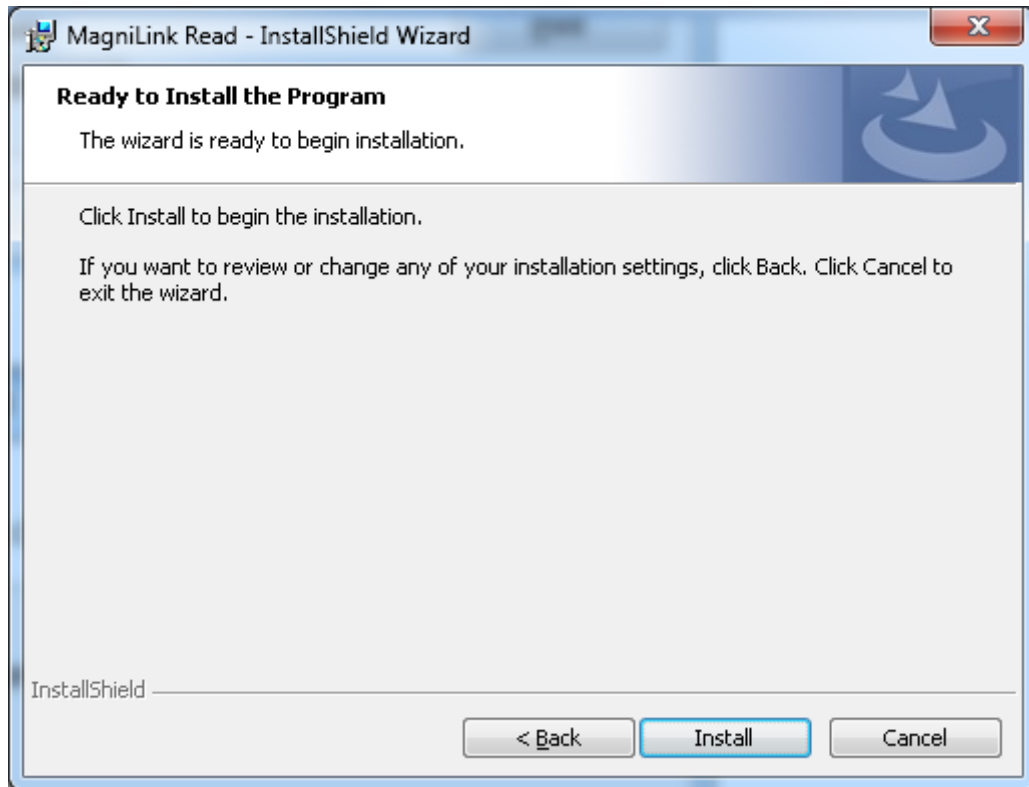 MagniLink Read - InstallShield Wizard
Ready to Install the Program
The wizard is ready to begin installation.
Click Install to begin the installation.
If you want to review or change any of your installation settings, click Back. Click Cancel to
exit the wizard.
InstallShield
< Back Install Cancel